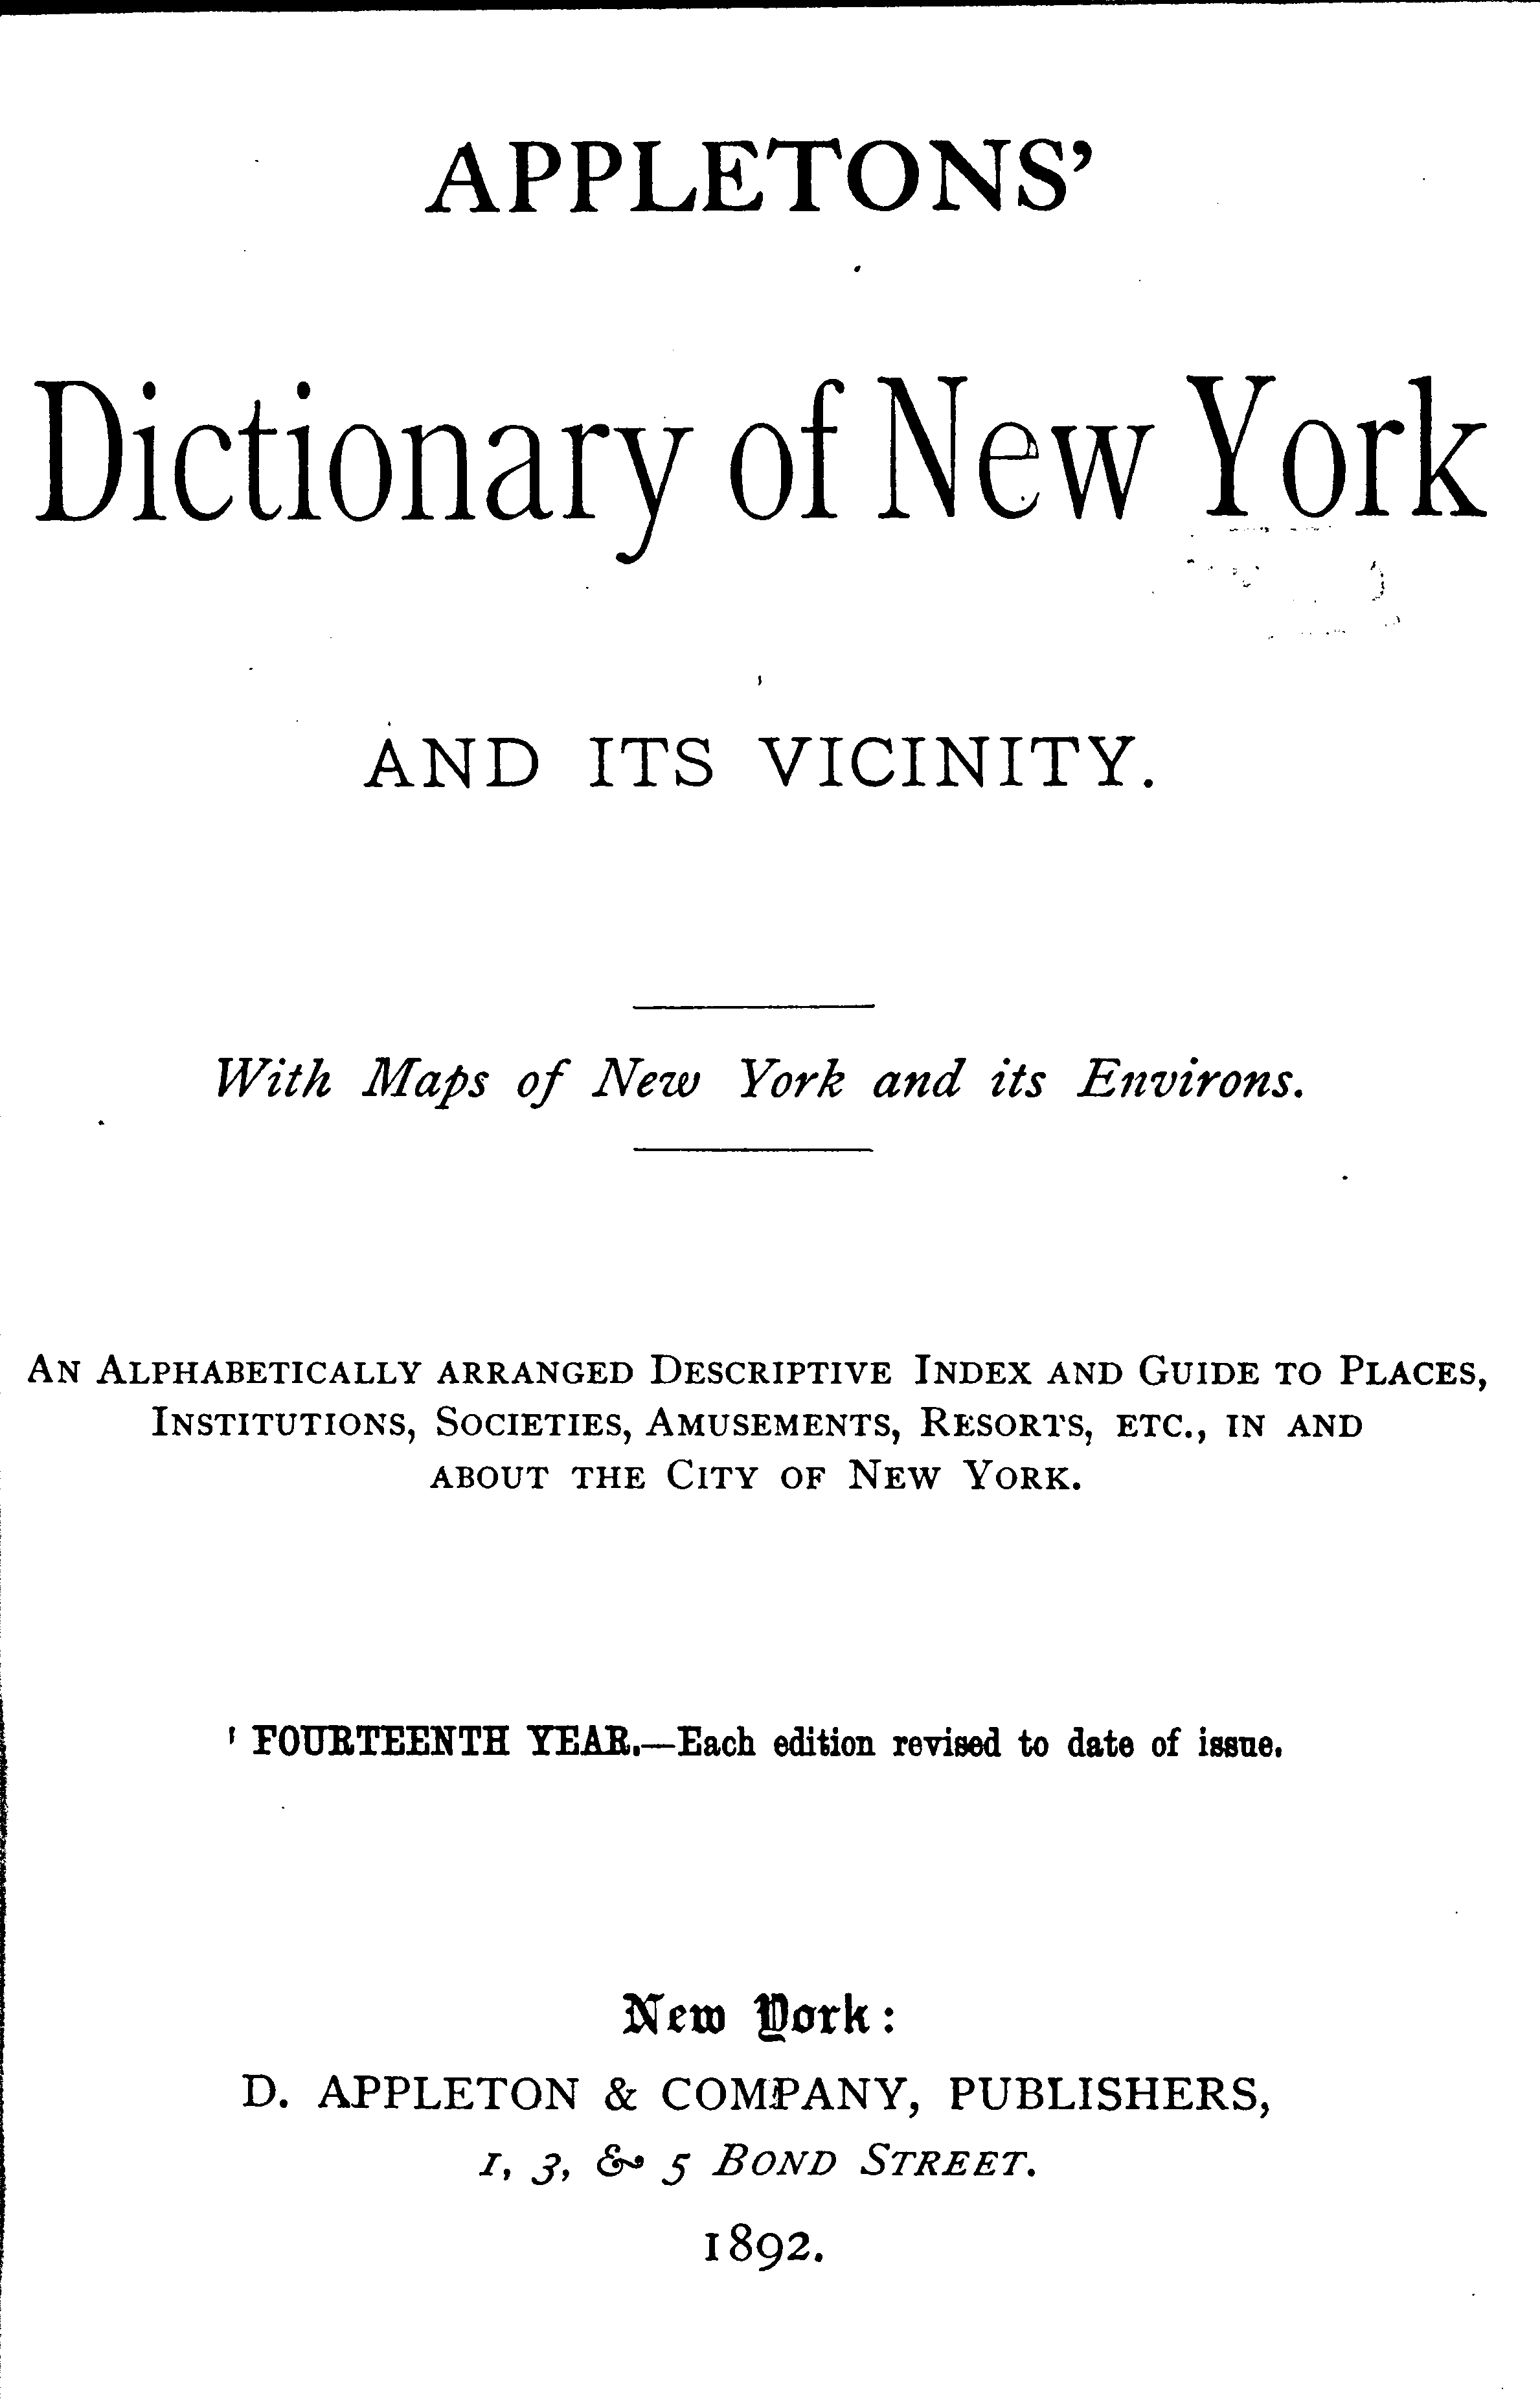 APPLETONS'
Dictionary of New York
AND ITS VICINITY.
With Maps of New York and its Environs.
An Alphabetically arranged Descriptive Index and Guide to Places,
Institutions, Societies, Amusements, Resorts, etc., in and
about the City of New York.
FOURTEENTH YEAR.—Each edition revised to date of issue.
New York:
D. APPLETON & COMPANY, PUBLISHERS,
1, 3, & 5 Bond Street.
1892.